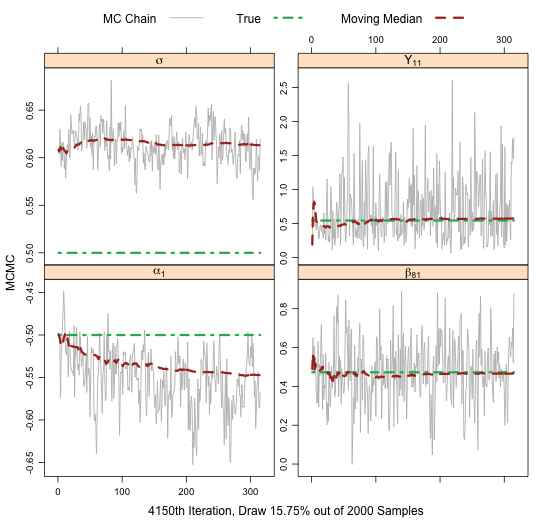 MC Chain True Moving Median
0 100 200 300
σ Υ₁₁
0.65
0.60
0.55
0.50
2.5
2.0
1.5
1.0
0.5
0.0
MCMC
α₁ β₈₁
-0.45
-0.50
-0.55
-0.60
-0.65
0.8
0.6
0.4
0.2
0.0
0 100 200 300
4150th Iteration, Draw 15.75% out of 2000 Samples